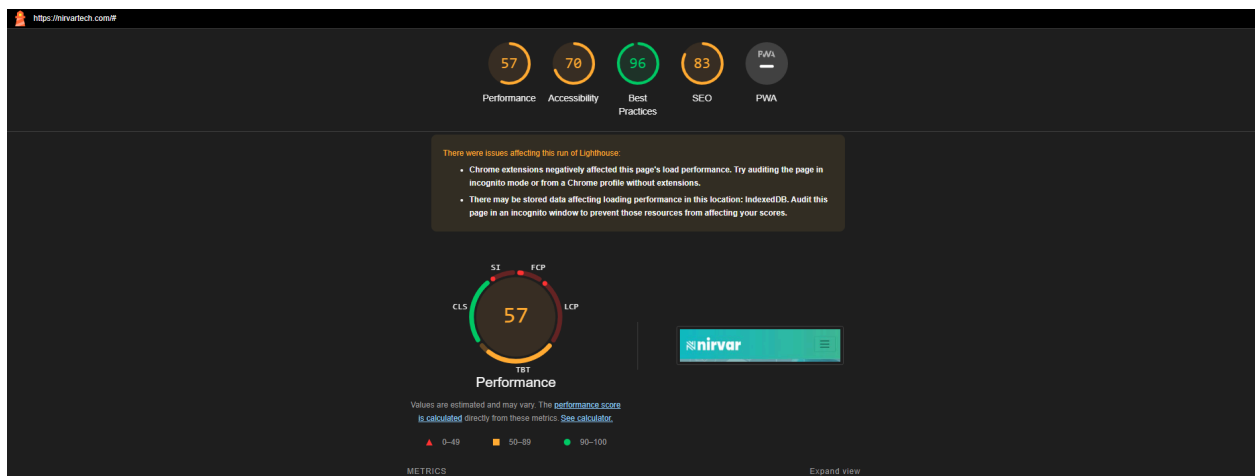 https://nirvartech.com/#
57
70
96
83
PWA
Performance
Accessibility
Best
Practices
SEO
PWA
There were issues affecting this run of Lighthouse:
• Chrome extensions negatively affected this page's load performance. Try auditing the page in
incognito mode or from a Chrome profile without extensions.
• There may be stored data affecting loading performance in this location: IndexedDB. Audit this
page in an incognito window to prevent those resources from affecting your scores.
SI
FCP
CLS
LCP
57
TBT
Performance
nirvar
Values are estimated and may vary. The performance score
is calculated directly from these metrics. See calculator.
0–49
50–89
90–100
METRICS
Expand view